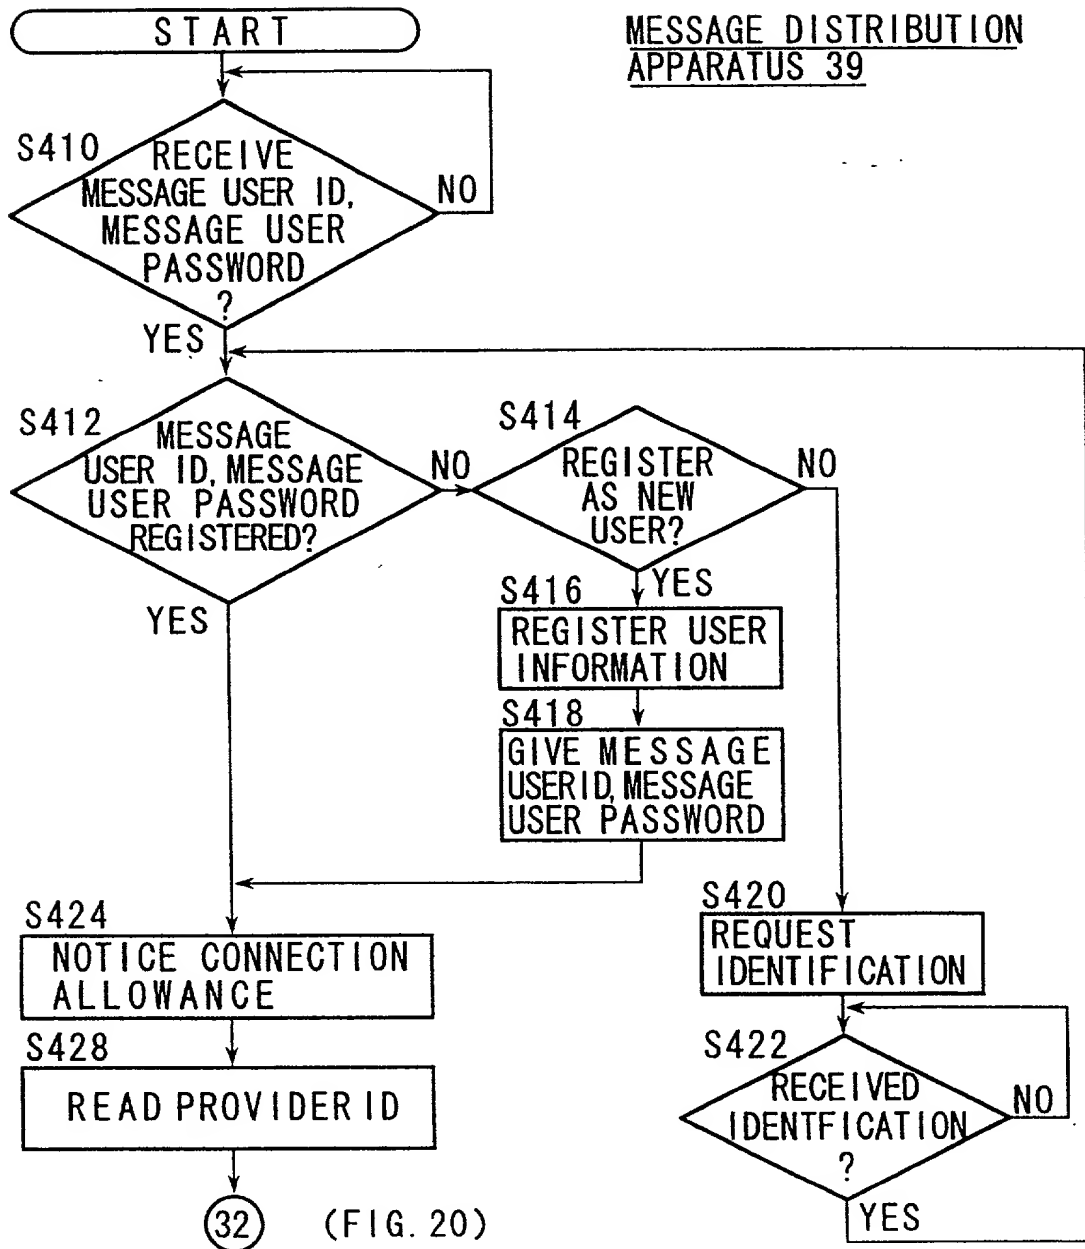 START
MESSAGE DISTRIBUTION
APPARATUS 39
S410
RECEIVE
MESSAGE USER ID,
MESSAGE USER
PASSWORD
?
NO
YES
S412
MESSAGE
USER ID, MESSAGE
USER PASSWORD
REGISTERED?
NO
YES
S414
REGISTER
AS NEW
USER?
NO
YES
S416
REGISTER USER
INFORMATION
S418
GIVE MESSAGE
USERID, MESSAGE
USER PASSWORD
S420
REQUEST
IDENTIFICATION
S422
RECEIVED
IDENTFICATION
?
NO
YES
S424
NOTICE CONNECTION
ALLOWANCE
S428
READ PROVIDER ID
32 (FIG. 20)